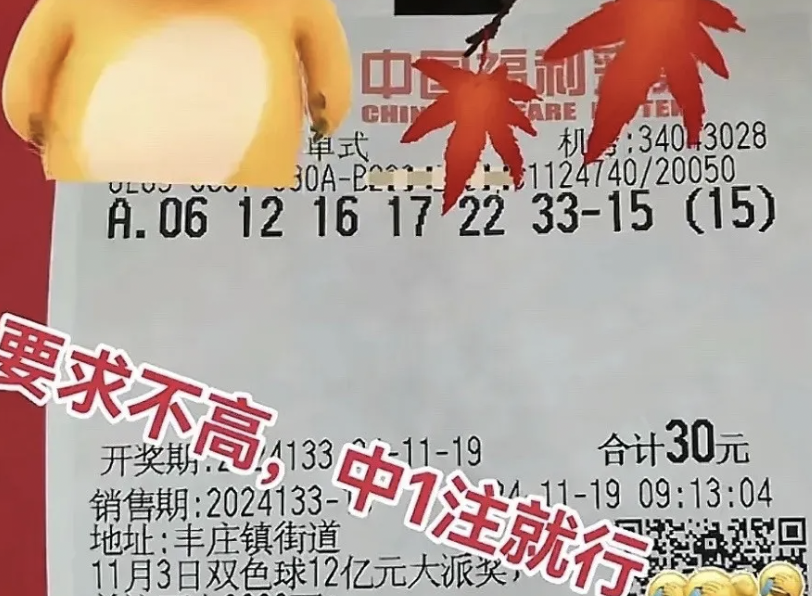 中国福利彩票
单式
机号:34043028
1124740/20050
A. 06 12 16 17 22 33-15 (15)
要求不高，中1注就行
开奖期:2024133 24-11-19
合计30元
销售期:2024133-1 24-11-19 09:13:04
地址:丰庄镇街道
11月3日双色球12亿元大派奖,